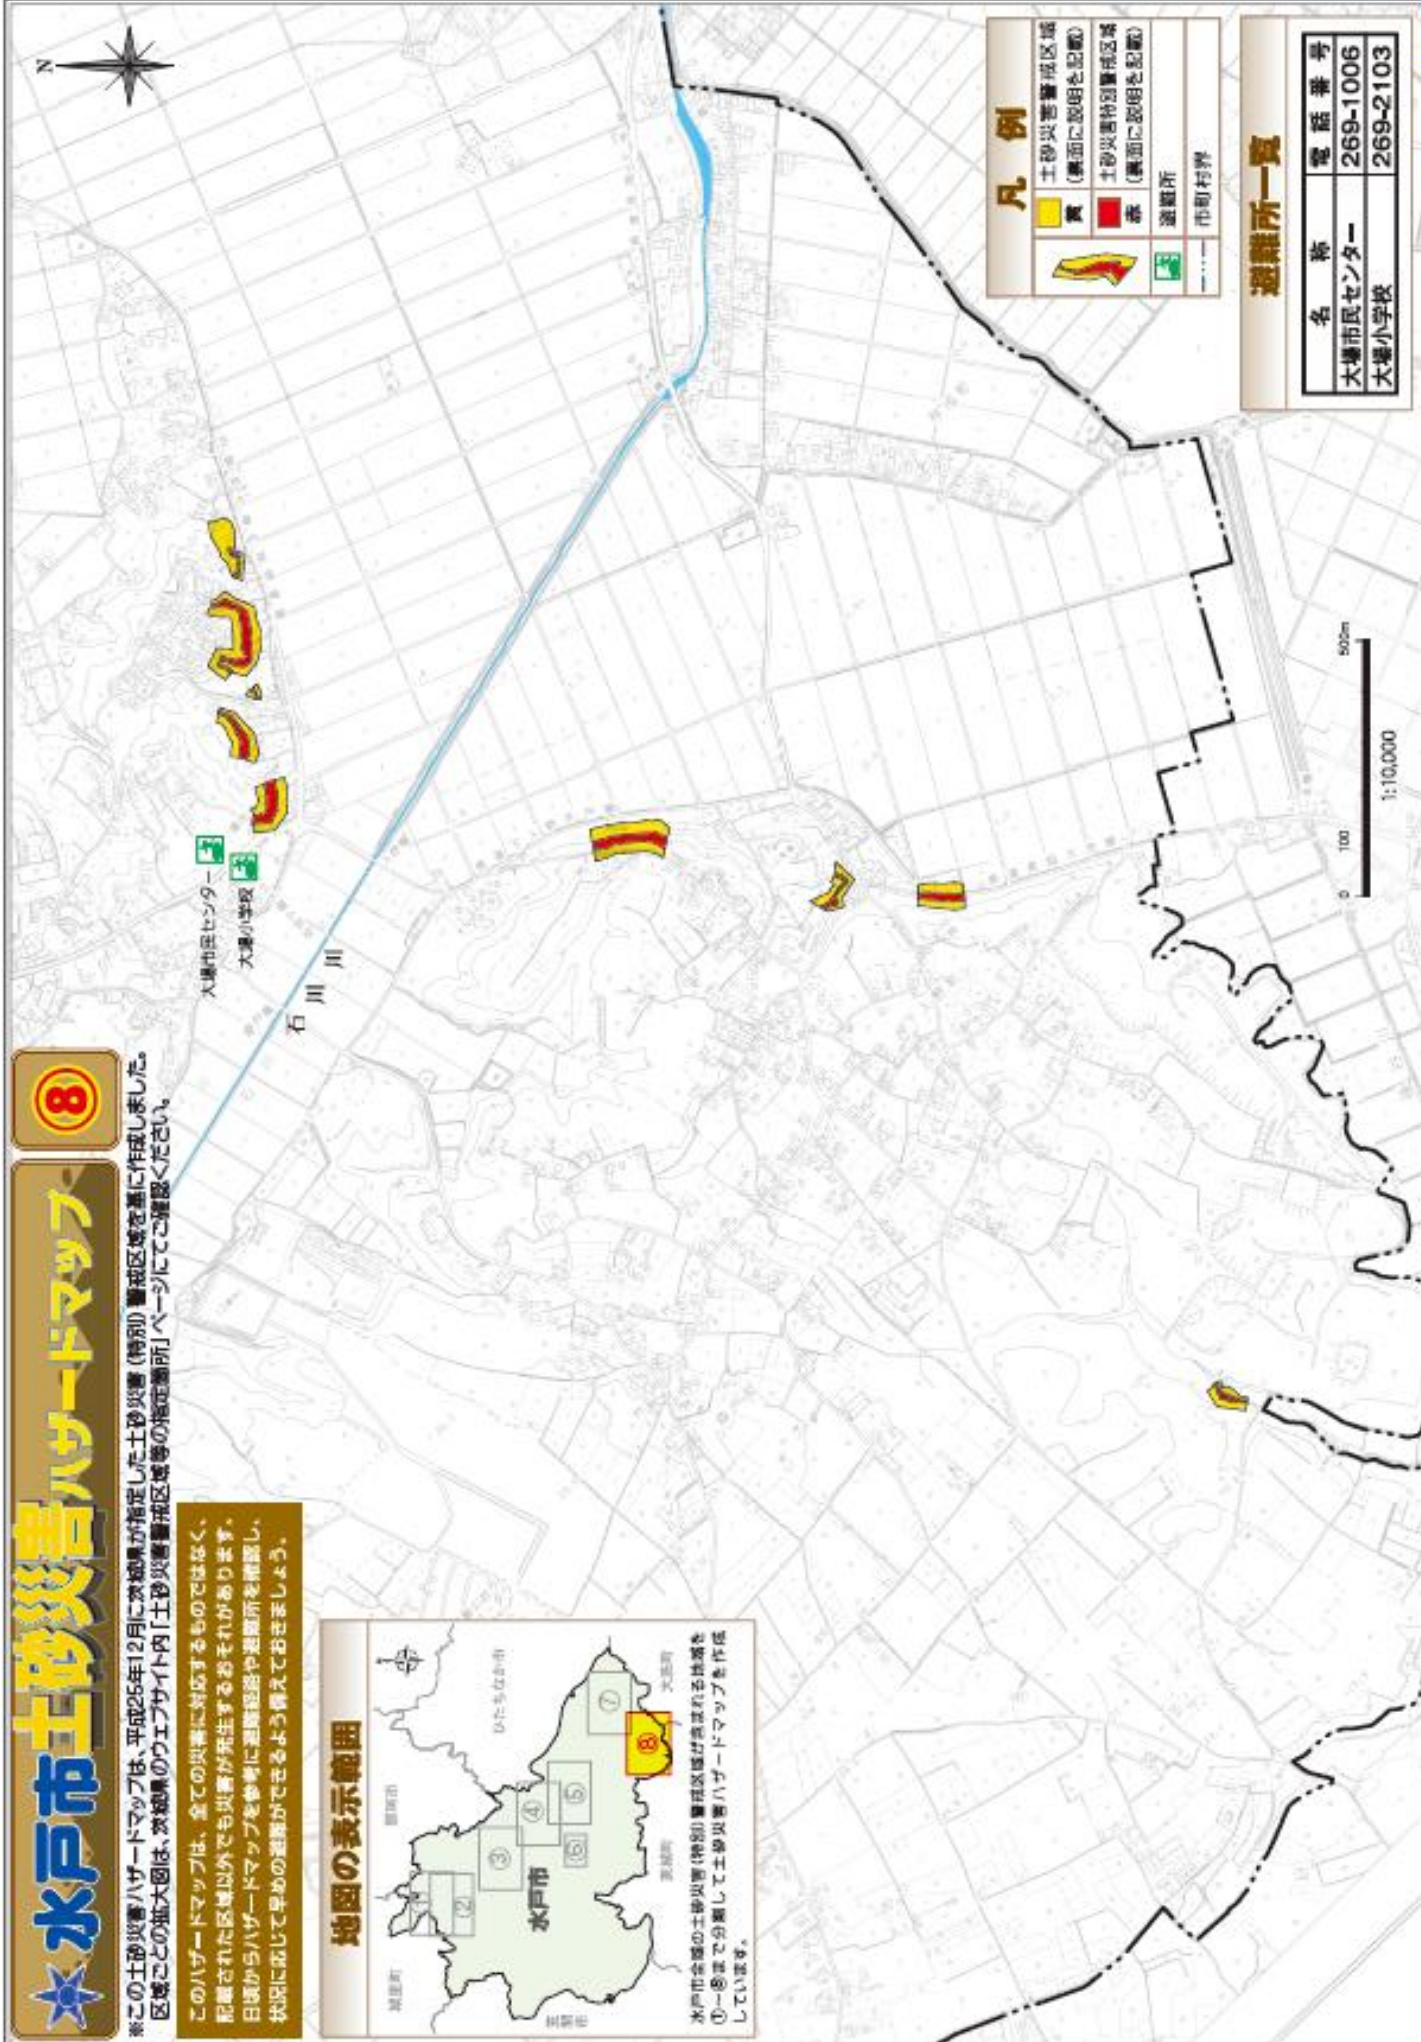 水戸市土砂災害ハザードマップ ⑧
※この土砂災害ハザードマップは、平成25年12月に茨城県が指定した土砂災害(特別)警戒区域を基に作成しました。
区域ごとの拡大図は、茨城県のウェブサイト内「土砂災害警戒区域等の指定箇所」ページにてご確認ください。
このハザードマップは、全ての災害に対応するものではなく、
記載された区域以外でも災害が発生するおそれがあります。
日頃からハザードマップを参考に避難経路や避難所を確認し、
状況に応じて早めの避難ができるよう備えておきましょう。
地図の表示範囲
城里町
那珂市
ひたちなか市
笠間市
水戸市
茨城町
大洗町
②
③
④
⑤
⑥
⑦
⑧
水戸市全域の土砂災害(特別)警戒区域が含まれる地域を
①~⑧まで分割して土砂災害ハザードマップを作成
しています。
N
大場市民センター
大場小学校
石川川
凡例
黄 土砂災害警戒区域
(裏面に説明を記載)
赤 土砂災害特別警戒区域
(裏面に説明を記載)
避難所
市町村界
避難所一覧
名称 電話番号
大場市民センター 269-1006
大場小学校 269-2103
0 100 500m
1:10,000